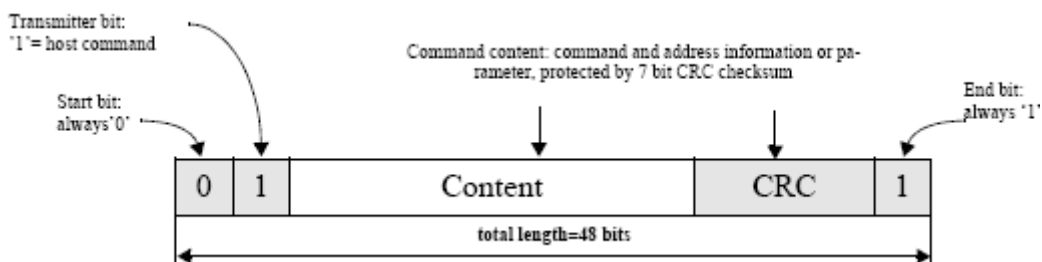 Transmitter bit:
"1"= host command
Command content: command and address information or pa-
rameter, protected by 7 bit CRC checksum
Start bit:
always"0"
End bit:
always "1"
0 1 Content CRC 1
total length=48 bits